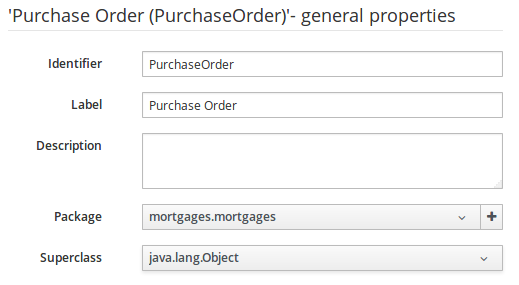 'Purchase Order (PurchaseOrder)'- general properties
Identifier PurchaseOrder
Label Purchase Order
Description
Package mortgages.mortgages
Superclass java.lang.Object